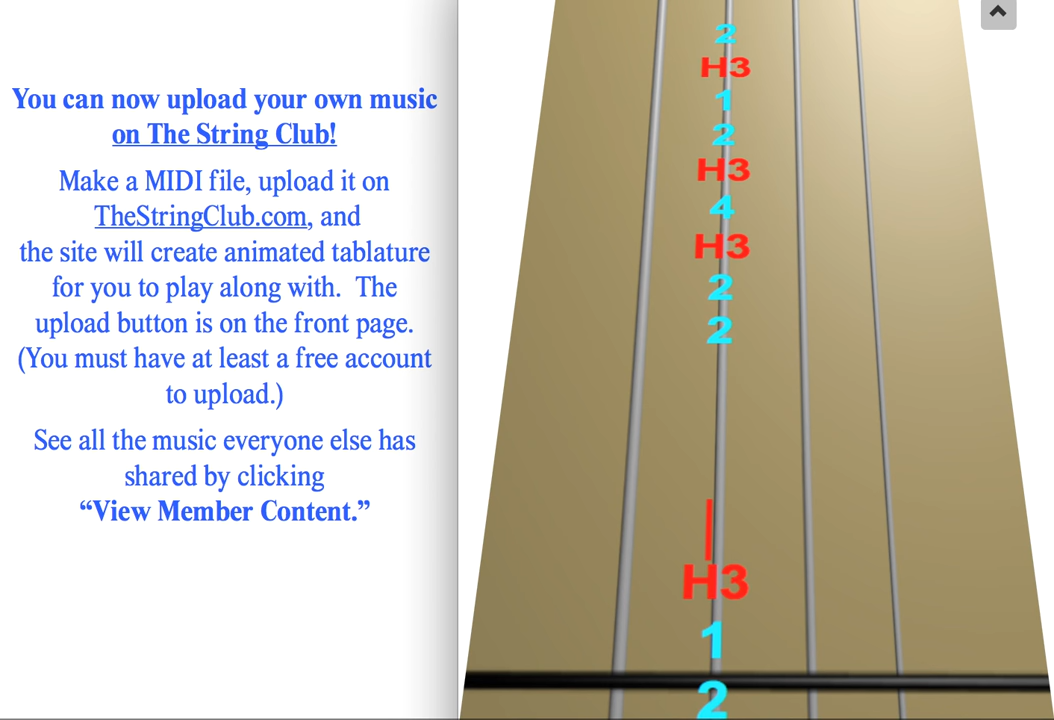 You can now upload your own music
on The String Club!
Make a MIDI file, upload it on
TheStringClub.com, and
the site will create animated tablature
for you to play along with. The
upload button is on the front page.
(You must have at least a free account
to upload.)
See all the music everyone else has
shared by clicking
“View Member Content.”
2
H3
1
2
H3
4
H3
2
2
H3
1
2